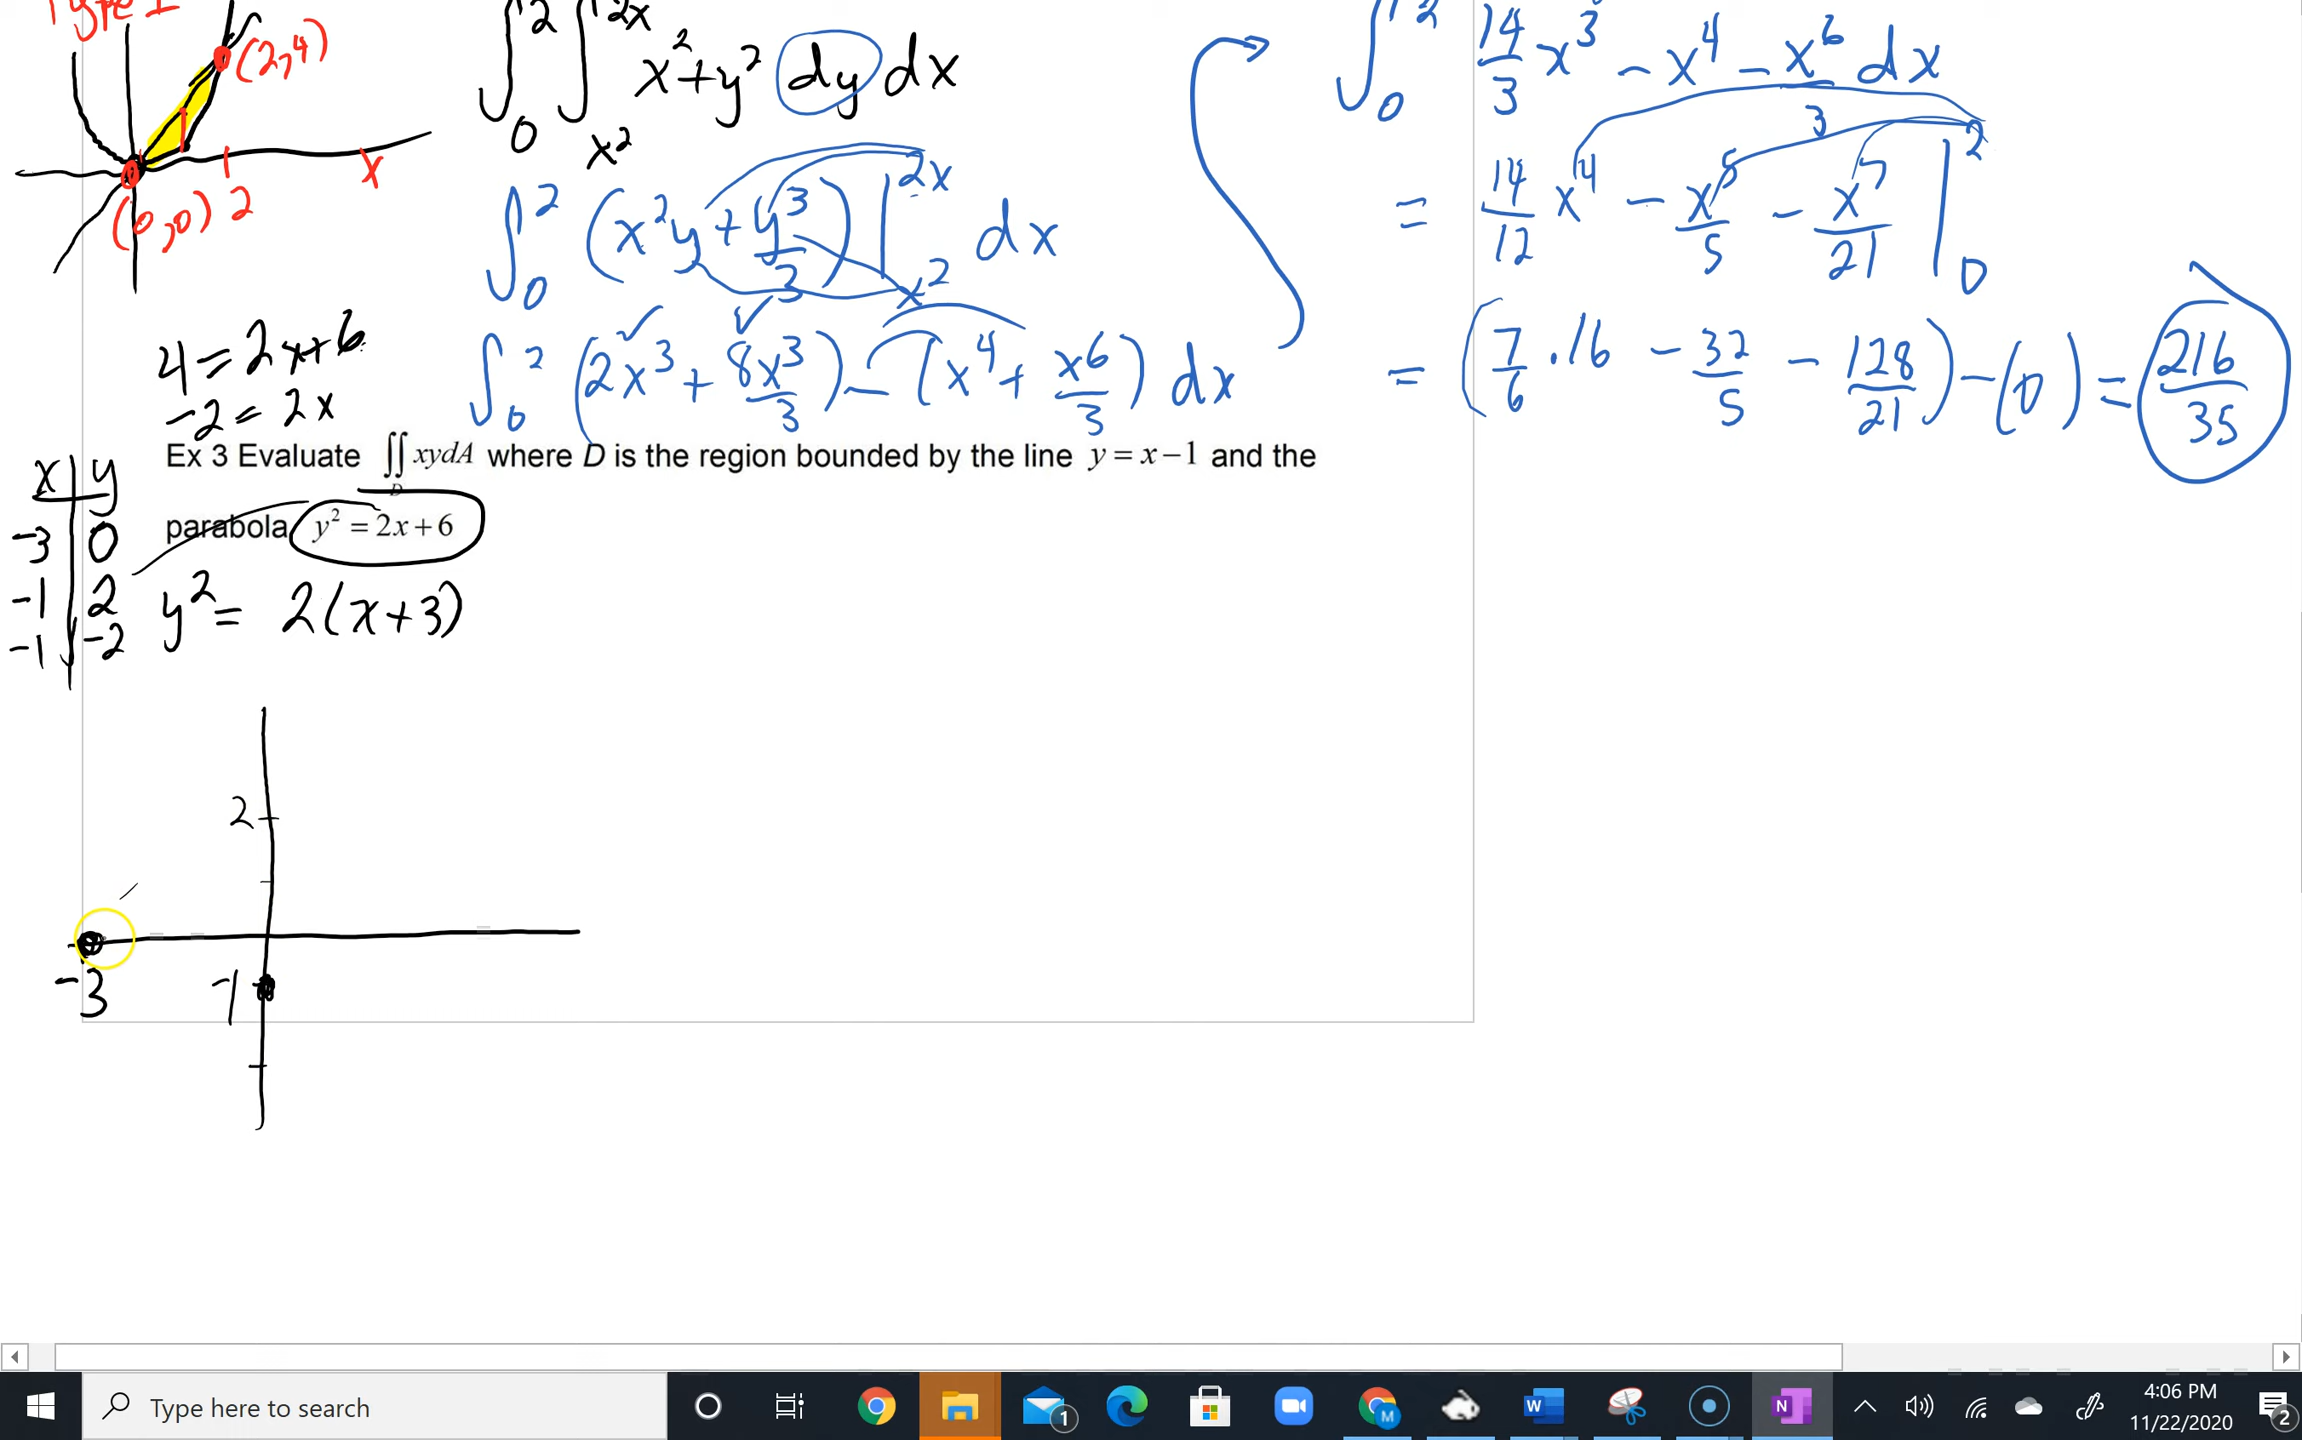 Type I
(2,4)
x
(0,0) 2
∫₀² ∫ₓ²²ˣ x² + y² dy dx
∫₀² (x²y + y³/3) |ₓ²²ˣ dx
∫₀² (2x³ + 8x³/3) - (x⁴ + x⁶/3) dx
∫₀² 14/3 x³ - x⁴ - x⁶/3 dx
= 14/12 x⁴ - x⁵/5 - x⁷/21 |₀²
= (7/6 · 16 - 32/5 - 128/21) - (0) = 216/35
4 = 2x+6
-2 = 2x
Ex 3 Evaluate ∬ xydA where D is the region bounded by the line y = x−1 and the
D
parabola y² = 2x+6
y² = 2(x+3)
x y
-3 0
-1 2
-1 -2
2
-3
-1
Type here to search
1
M
W
N
4:06 PM
11/22/2020
2